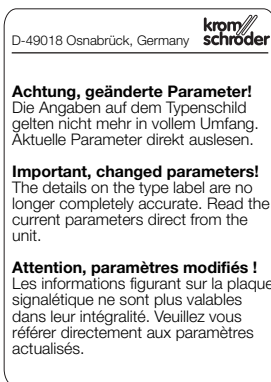 D-49018 Osnabrück, Germany
krom/
schröder
Achtung, geänderte Parameter!
Die Angaben auf dem Typenschild
gelten nicht mehr in vollem Umfang.
Aktuelle Parameter direkt auslesen.
Important, changed parameters!
The details on the type label are no
longer completely accurate. Read the
current parameters direct from the
unit.
Attention, paramètres modifiés !
Les informations figurant sur la plaque
signalétique ne sont plus valables
dans leur intégralité. Veuillez vous
référer directement aux paramètres
actualisés.